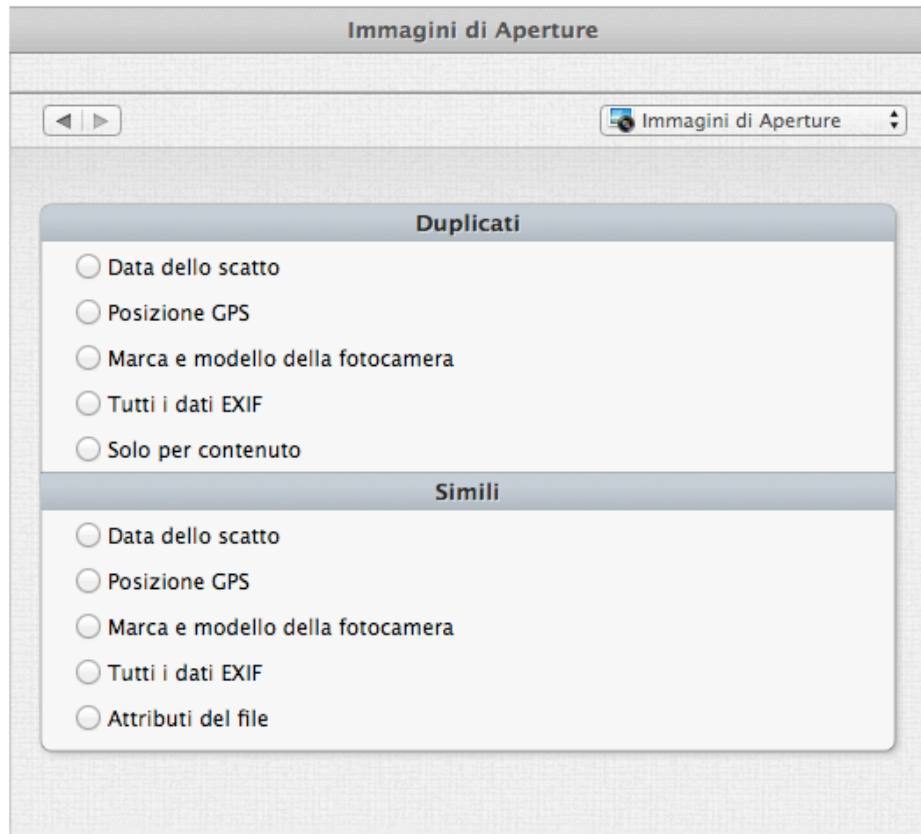 Immagini di Aperture
Immagini di Aperture
Duplicati
Data dello scatto
Posizione GPS
Marca e modello della fotocamera
Tutti i dati EXIF
Solo per contenuto
Simili
Data dello scatto
Posizione GPS
Marca e modello della fotocamera
Tutti i dati EXIF
Attributi del file